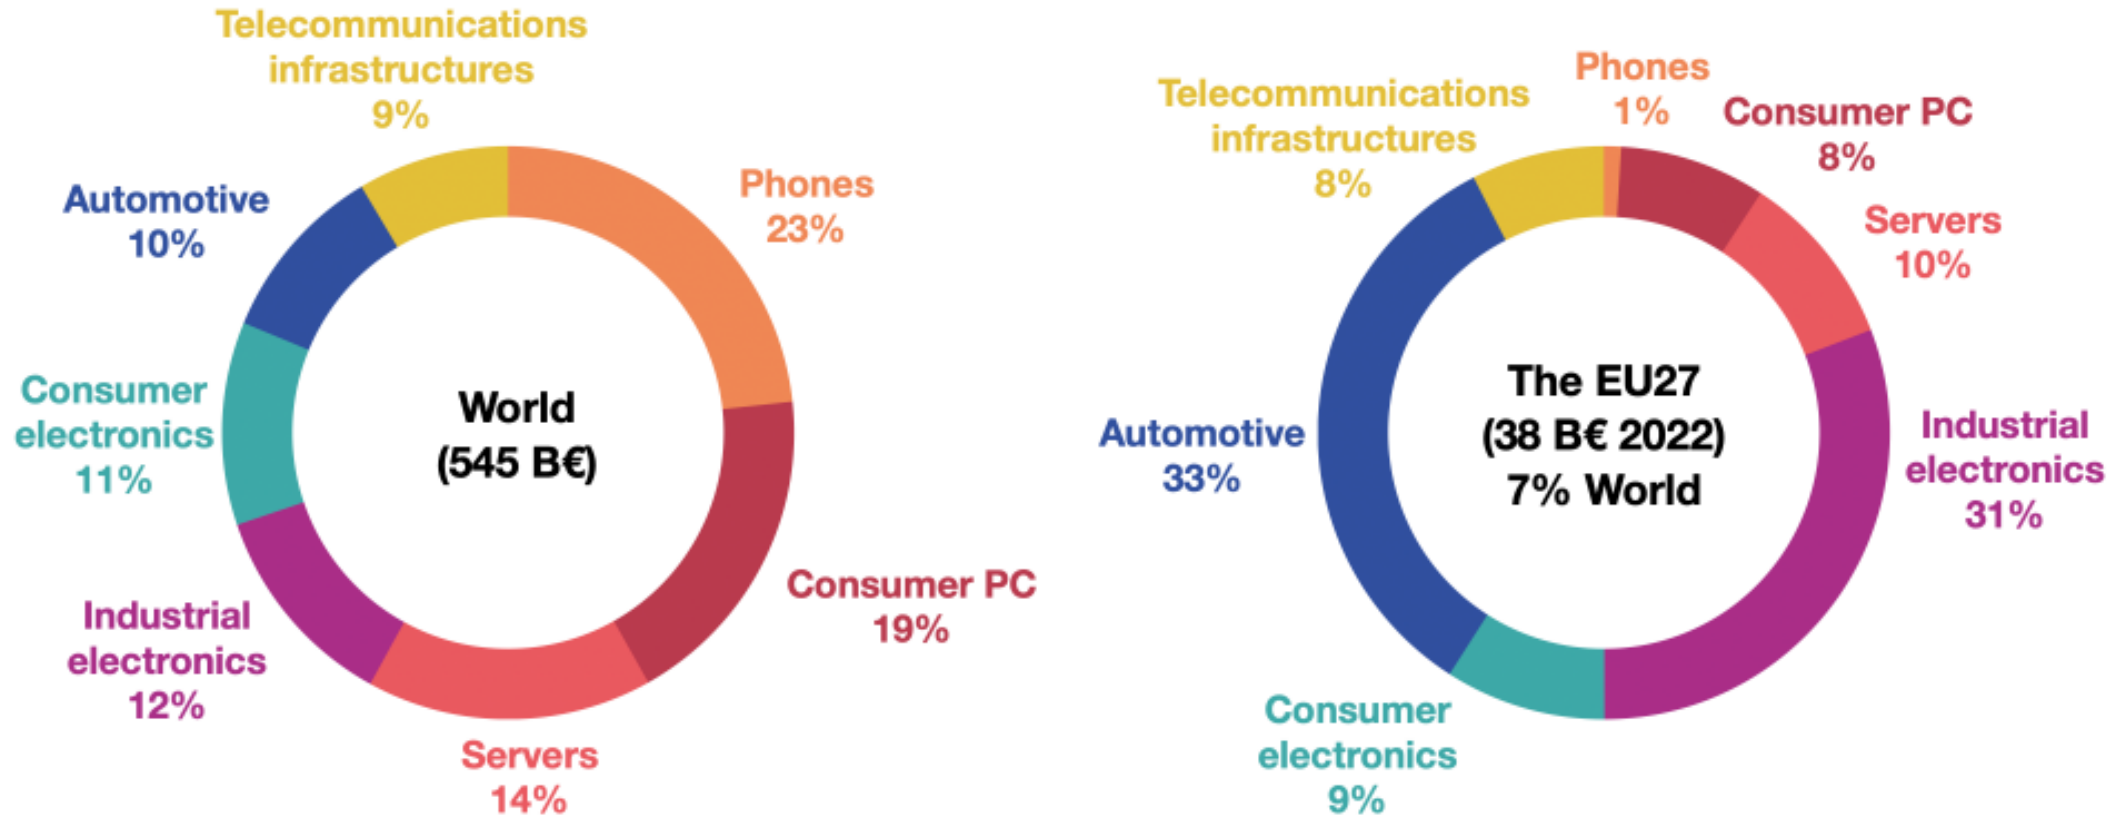 Telecommunications
infrastructures
9%
Phones
23%
Automotive
10%
Consumer
electronics
11%
World
(545 B€)
Consumer PC
19%
Industrial
electronics
12%
Servers
14%
Phones
1%
Telecommunications
infrastructures
8%
Consumer PC
8%
Servers
10%
The EU27
(38 B€ 2022)
7% World
Automotive
33%
Industrial
electronics
31%
Consumer
electronics
9%